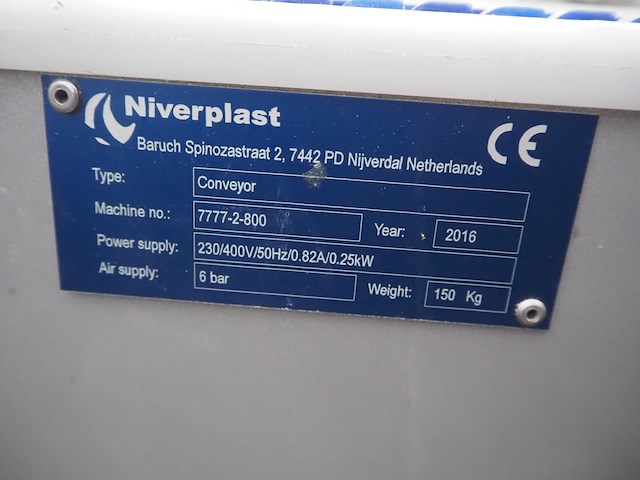 Niverplast
CE
Baruch Spinozastraat 2, 7442 PD Nijverdal Netherlands
Type: Conveyor
Machine no.: 7777-2-800 Year: 2016
Power supply: 230/400V/50Hz/0.82A/0.25kW
Air supply: 6 bar Weight: 150 Kg